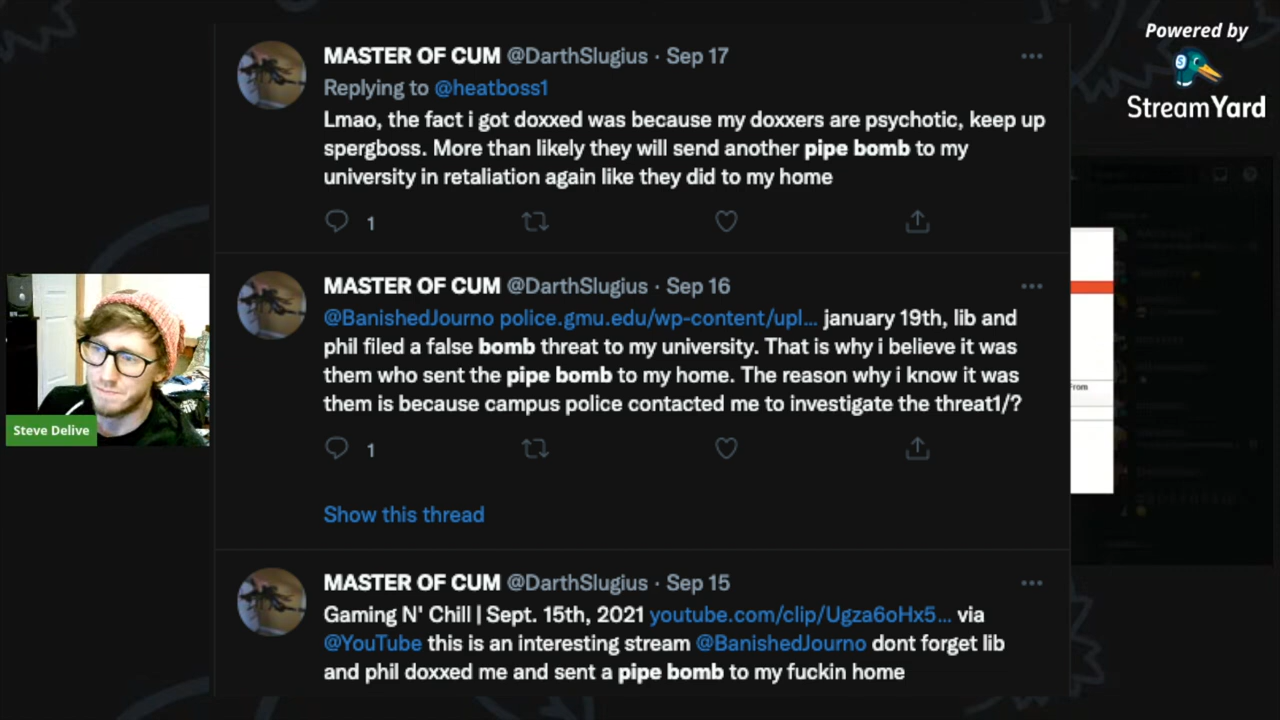 Powered by
StreamYard
MASTER OF CUM @DarthSlugius · Sep 17
Replying to @heatboss1
Lmao, the fact i got doxxed was because my doxxers are psychotic, keep up
spergboss. More than likely they will send another pipe bomb to my
university in retaliation again like they did to my home
1
MASTER OF CUM @DarthSlugius · Sep 16
@BanishedJourno police.gmu.edu/wp-content/upl... january 19th, lib and
phil filed a false bomb threat to my university. That is why i believe it was
them who sent the pipe bomb to my home. The reason why i know it was
them is because campus police contacted me to investigate the threat1/?
1
Show this thread
MASTER OF CUM @DarthSlugius · Sep 15
Gaming N' Chill | Sept. 15th, 2021 youtube.com/clip/Ugza6oHx5... via
@YouTube this is an interesting stream @BanishedJourno dont forget lib
and phil doxxed me and sent a pipe bomb to my fuckin home
Steve Delive
From